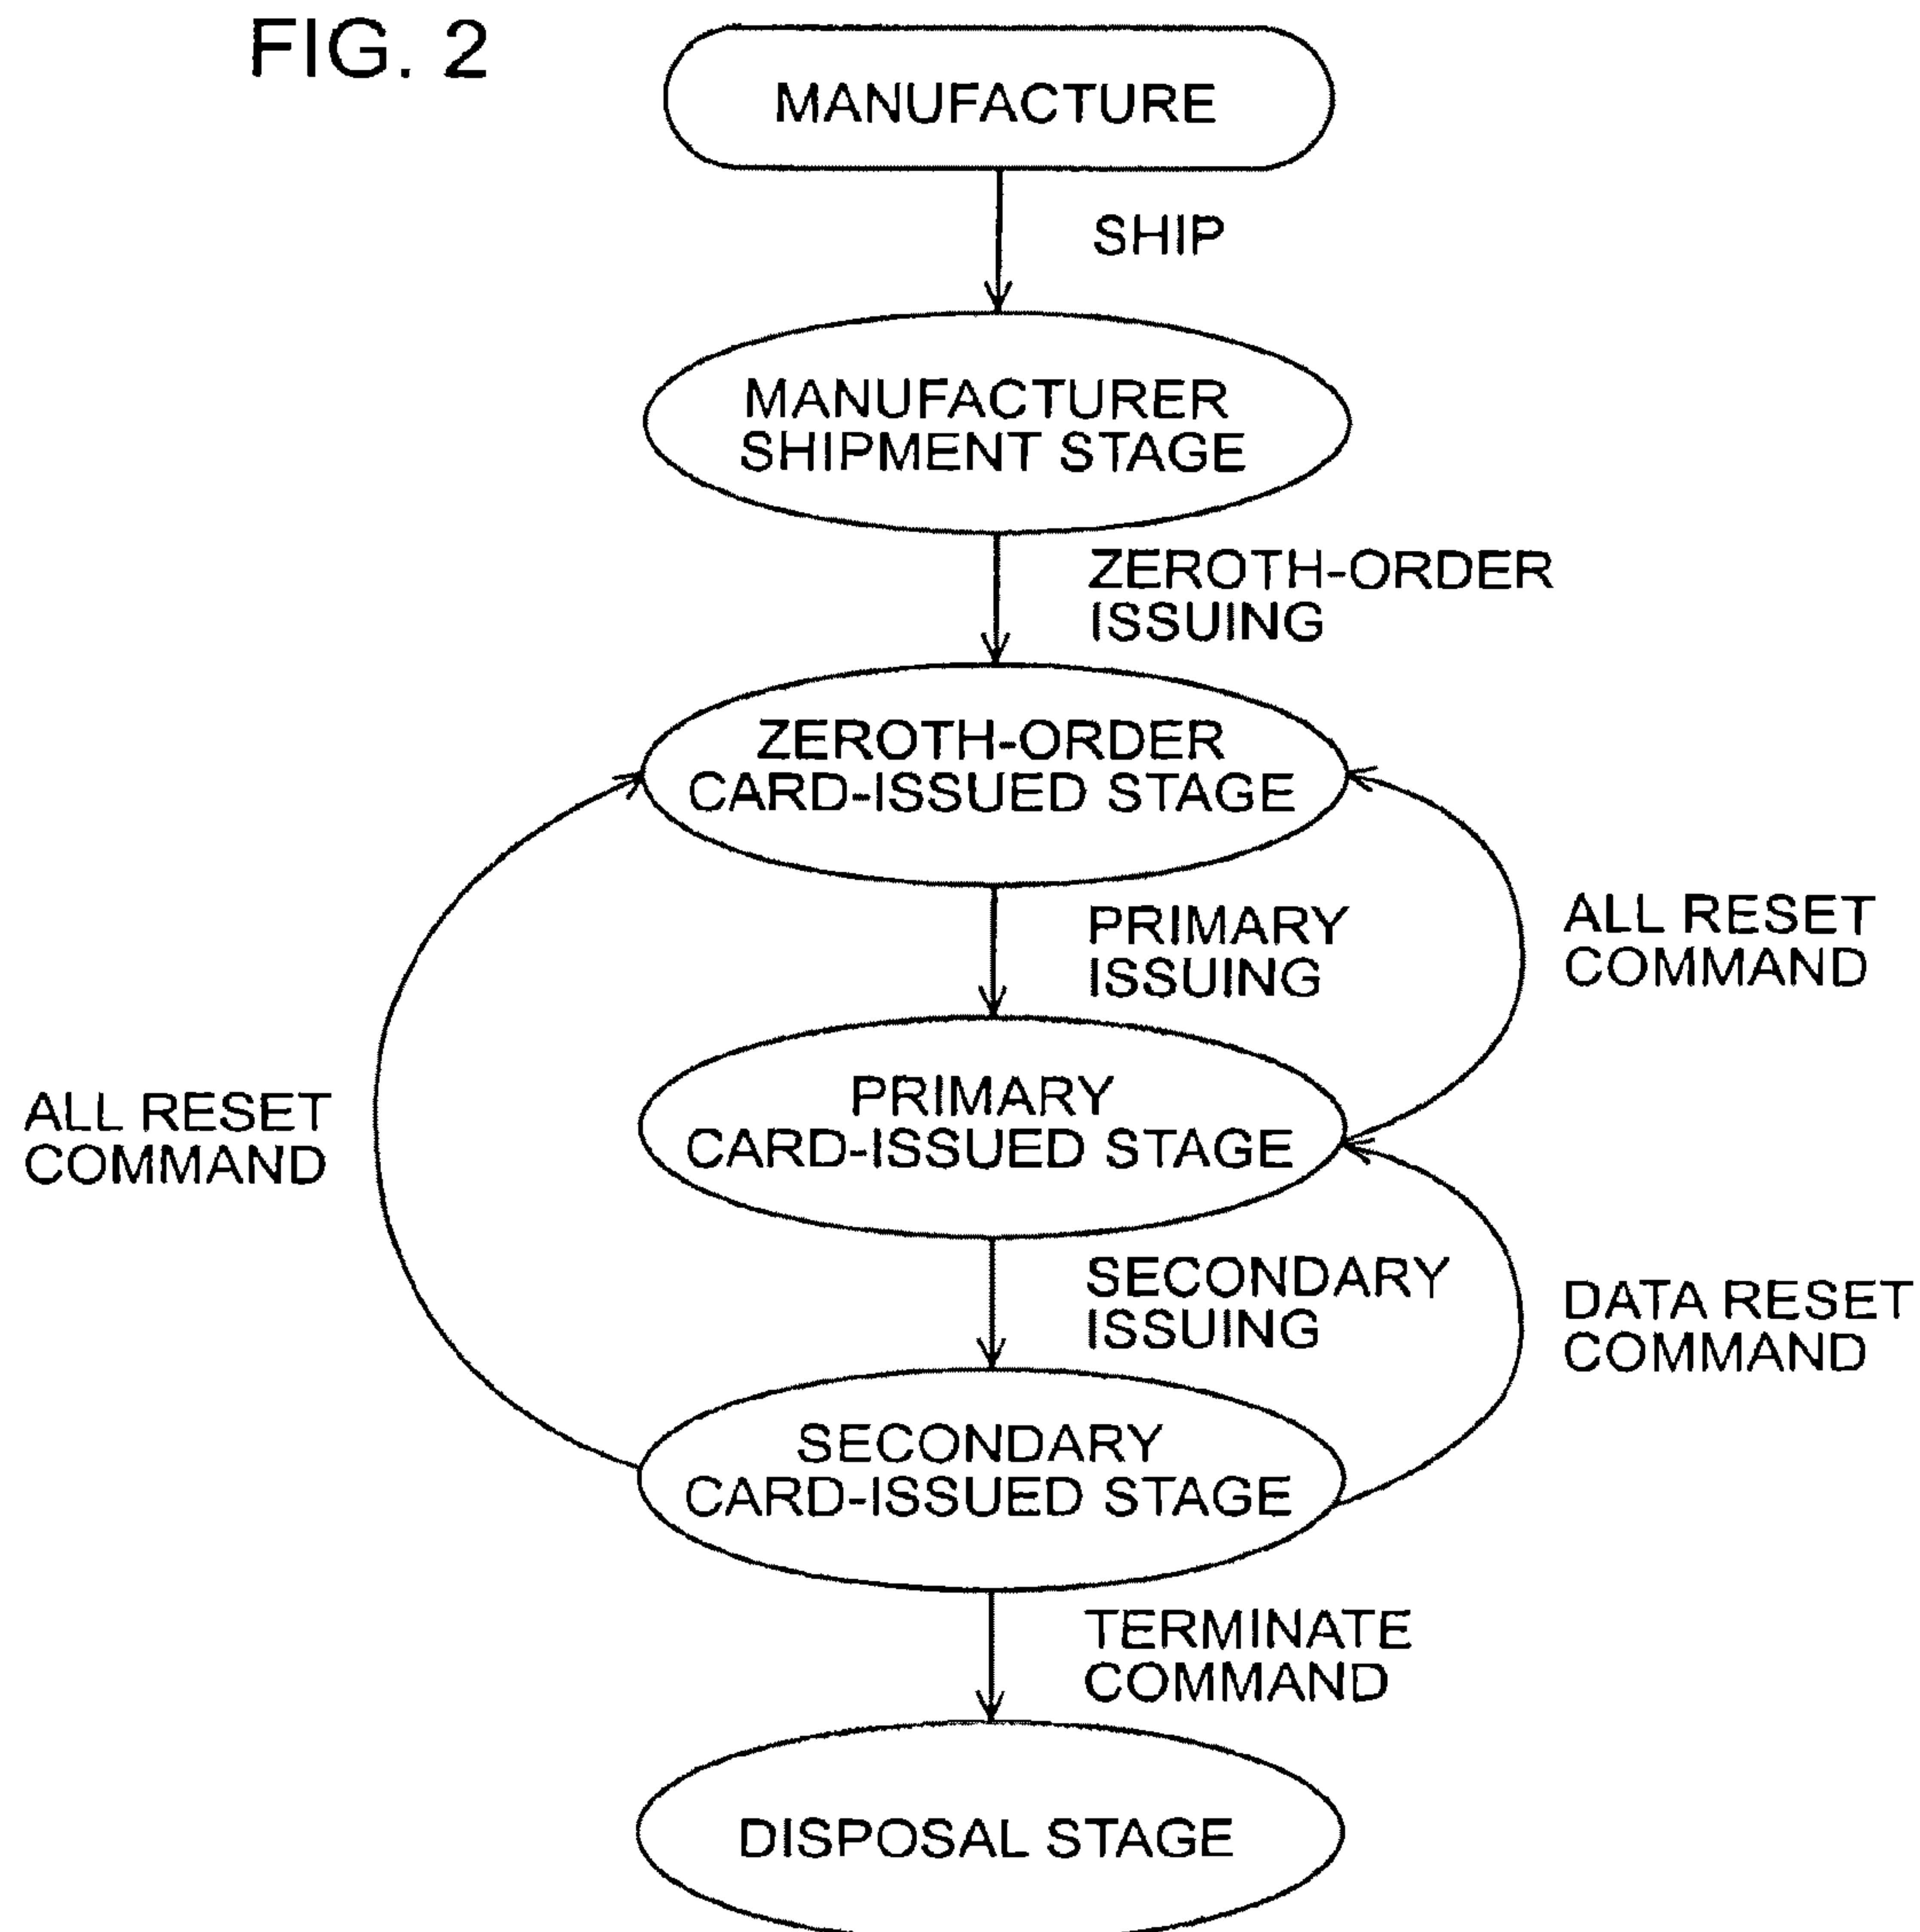 FIG. 2
MANUFACTURE
SHIP
MANUFACTURER
SHIPMENT STAGE
ZEROTH-ORDER
ISSUING
ZEROTH-ORDER
CARD-ISSUED STAGE
PRIMARY
ISSUING
ALL RESET
COMMAND
PRIMARY
CARD-ISSUED STAGE
ALL RESET
COMMAND
SECONDARY
ISSUING
DATA RESET
COMMAND
SECONDARY
CARD-ISSUED STAGE
TERMINATE
COMMAND
DISPOSAL STAGE